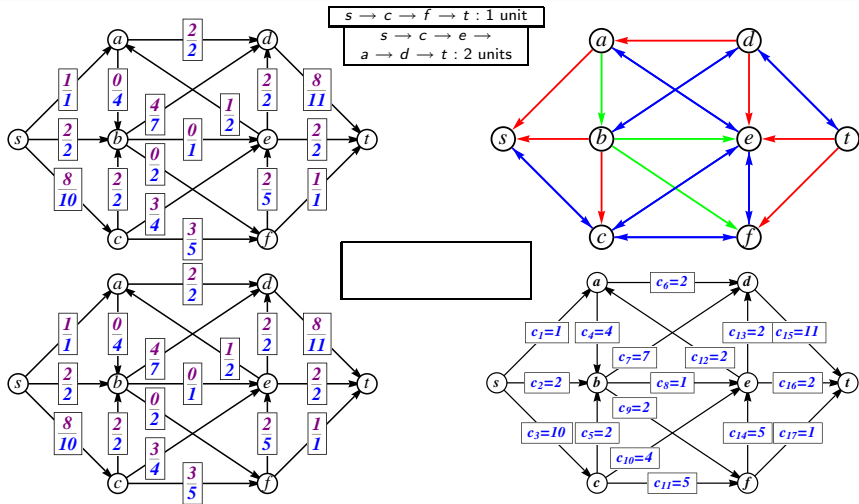 s → c → f → t : 1 unit
s → c → e →
a → d → t : 2 units
a
2/2
d
1/1
0/4
4/7
1/2
2/2
8/11
s
2/2
b
0/1
e
2/2
t
8/10
2/2
0/2
3/4
2/5
1/1
c
3/5
f
a
d
s
b
e
t
c
f
a
2/2
d
1/1
0/4
4/7
1/2
2/2
8/11
s
2/2
b
0/1
e
2/2
t
8/10
2/2
0/2
3/4
2/5
1/1
c
3/5
f
a
c6=2
d
c1=1
c4=4
c7=7
c12=2
c13=2
c15=11
s
c2=2
b
c8=1
e
c16=2
t
c3=10
c5=2
c9=2
c10=4
c14=5
c17=1
c
c11=5
f